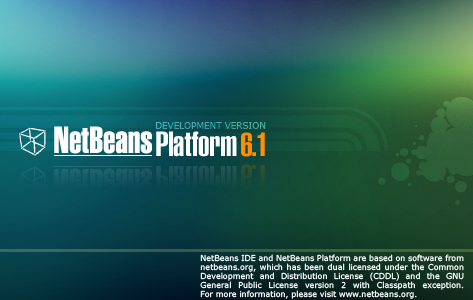 DEVELOPMENT VERSION
NetBeans Platform 6.1
NetBeans IDE and NetBeans Platform are based on software from
netbeans.org, which has been dual licensed under the Common
Development and Distribution License (CDDL) and the GNU
General Public License version 2 with Classpath exception.
For more information, please visit www.netbeans.org.